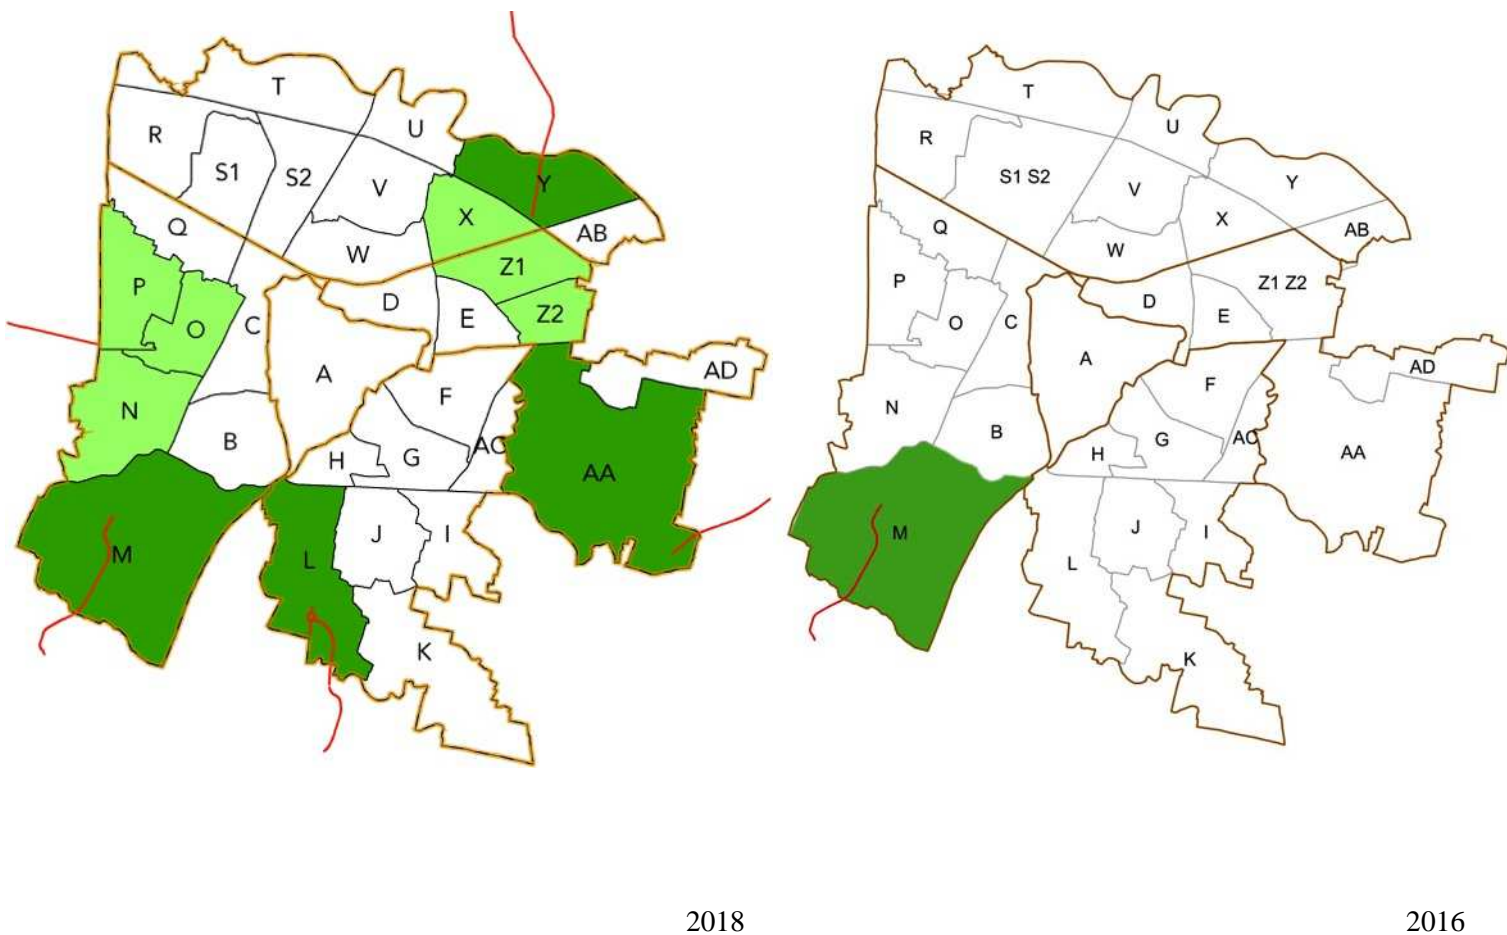 T
U
R
S1
S2
V
Y
X
Q
AB
W
Z1
P
D
Z2
O
C
E
A
AD
F
N
B
AC
G
H
AA
J
I
M
L
K
T
U
R
S1 S2
V
Y
X
Q
AB
W
P
Z1 Z2
D
O
C
E
A
AD
F
N
B
G
AC
H
AA
M
J
I
L
K
2018
2016